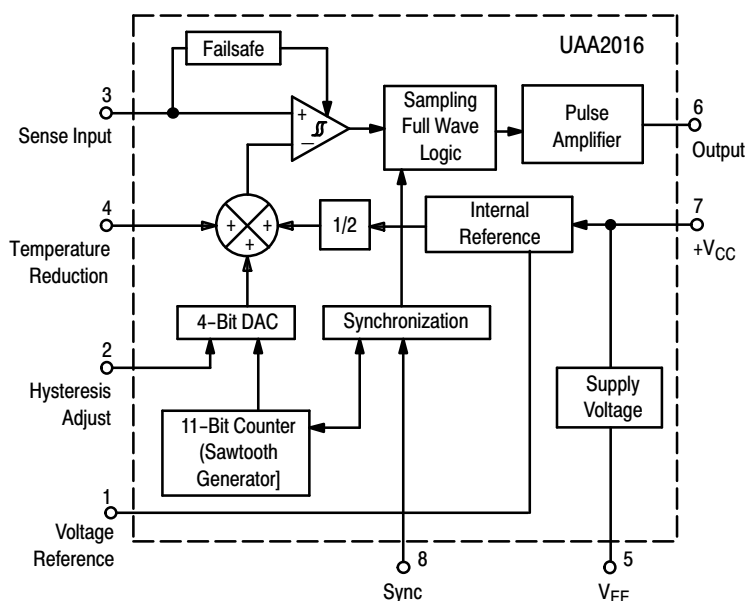 Failsafe
UAA2016
3
Sense Input
+
−
Sampling
Full Wave
Logic
Pulse
Amplifier
6
Output
4
Temperature
Reduction
+
+
+
1/2
Internal
Reference
7
+VCC
4–Bit DAC
Synchronization
2
Hysteresis
Adjust
11–Bit Counter
(Sawtooth
Generator]
Supply
Voltage
1
Voltage
Reference
8
Sync
5
VEE